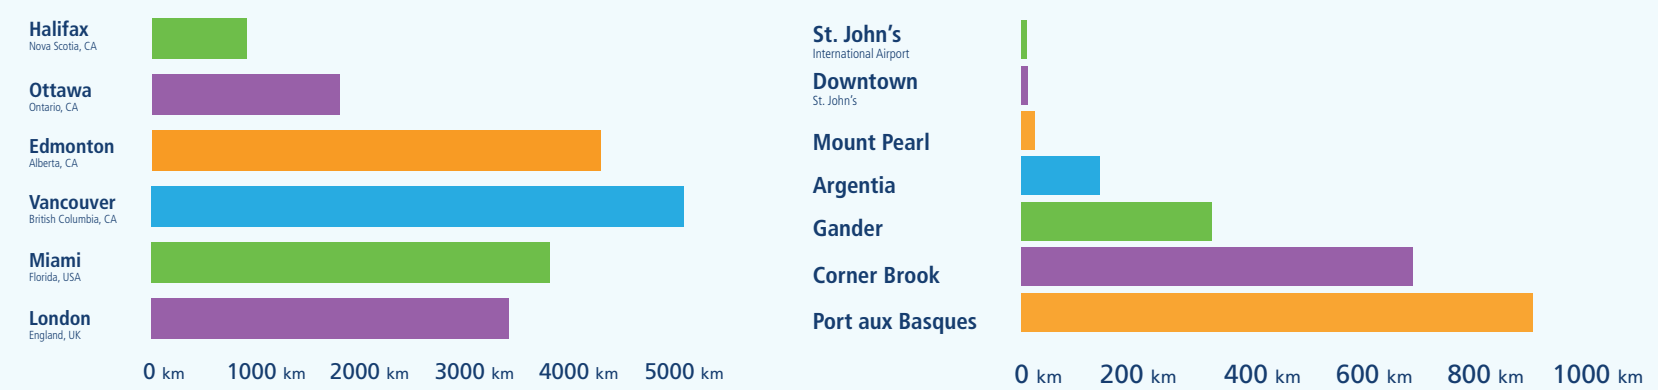 Halifax
Nova Scotia, CA
Ottawa
Ontario, CA
Edmonton
Alberta, CA
Vancouver
British Columbia, CA
Miami
Florida, USA
London
England, UK
0 km 1000 km 2000 km 3000 km 4000 km 5000 km
St. John’s
International Airport
Downtown
St. John’s
Mount Pearl
Argentia
Gander
Corner Brook
Port aux Basques
0 km 200 km 400 km 600 km 800 km 1000 km